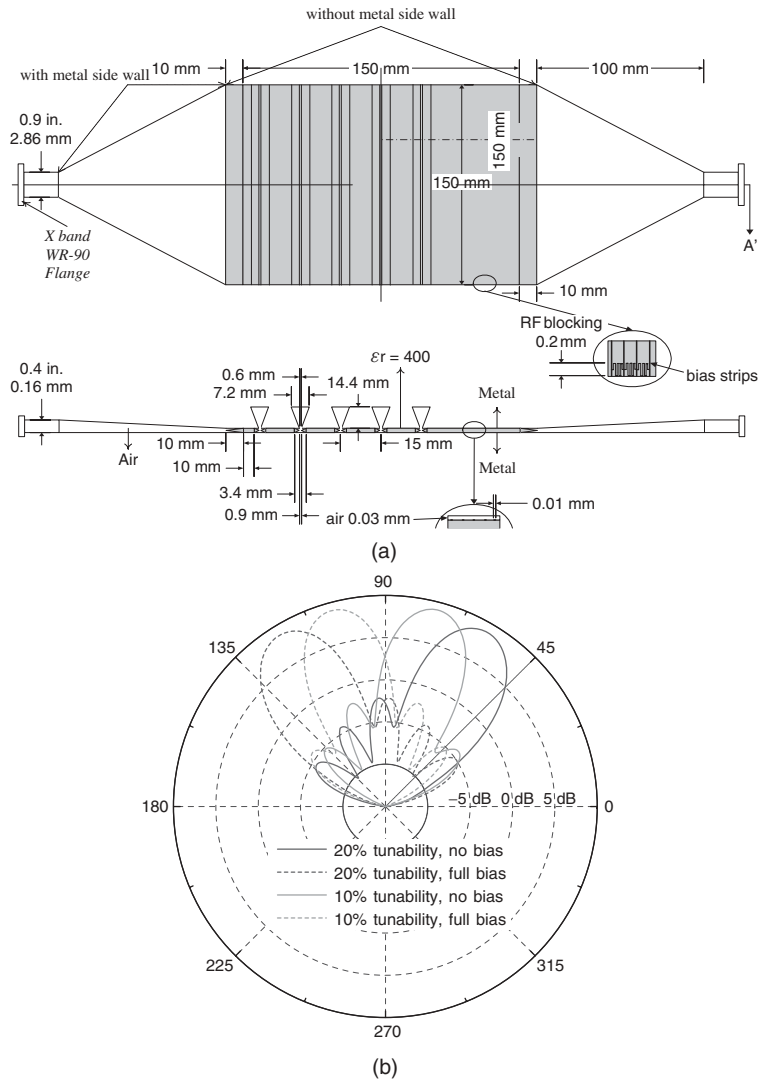 without metal side wall
10 mm
150 mm
100 mm
with metal side wall
0.9 in.
2.86 mm
150 mm
150 mm
X band
WR-90
Flange
A'
10 mm
RF blocking
0.2 mm
bias strips
0.4 in.
0.16 mm
0.6 mm
7.2 mm
14.4 mm
εr = 400
Metal
Air
10 mm
15 mm
Metal
10 mm
3.4 mm
0.9 mm
air 0.03 mm
0.01 mm
(a)
90
135
45
180
−5 dB
0 dB
5 dB
0
20% tunability, no bias
20% tunability, full bias
10% tunability, no bias
10% tunability, full bias
225
315
270
(b)